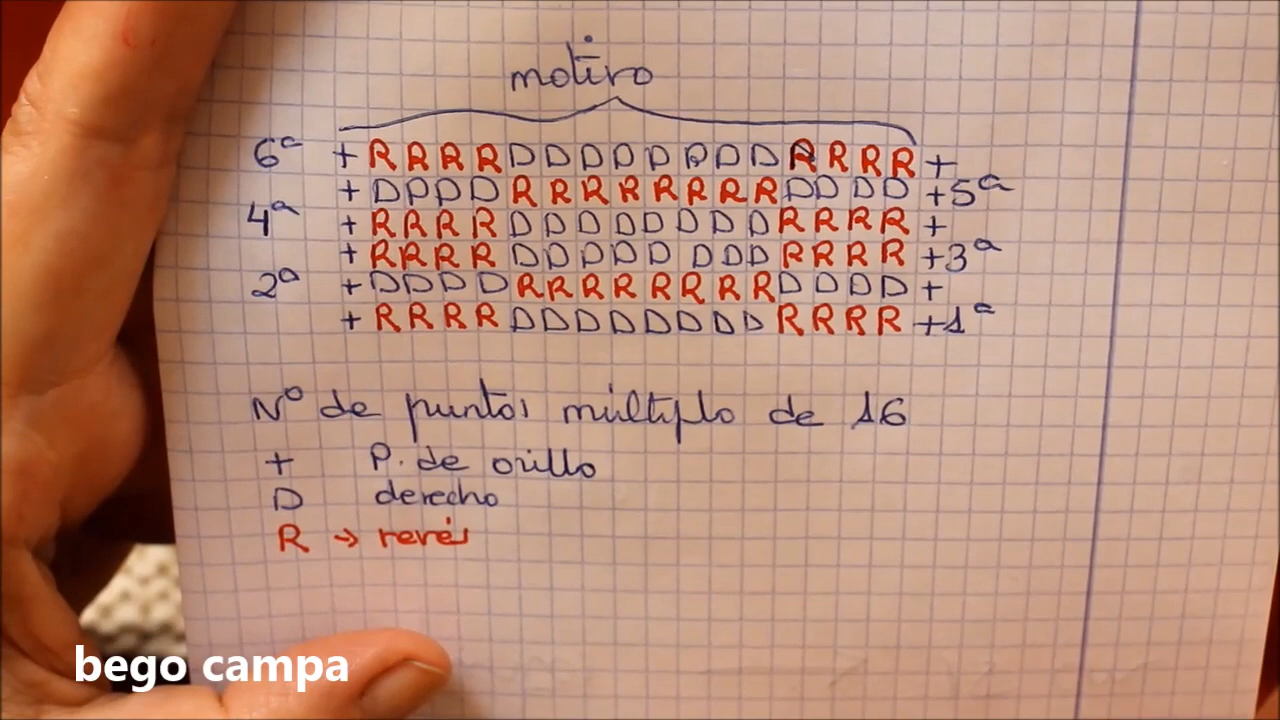 motivo
6ª + R R R R D D D D D D D D R R R R +
+ D D D D R R R R R R R R D D D D + 5ª
4ª + R R R R D D D D D D D D R R R R +
+ R R R R D D D D D D D D R R R R + 3ª
2ª + D D D D R R R R R R R R D D D D +
+ R R R R D D D D D D D D R R R R + 1ª
Nº de puntos múltiplo de 16
+ P. de orillo
D derecho
R → revés
bego campa